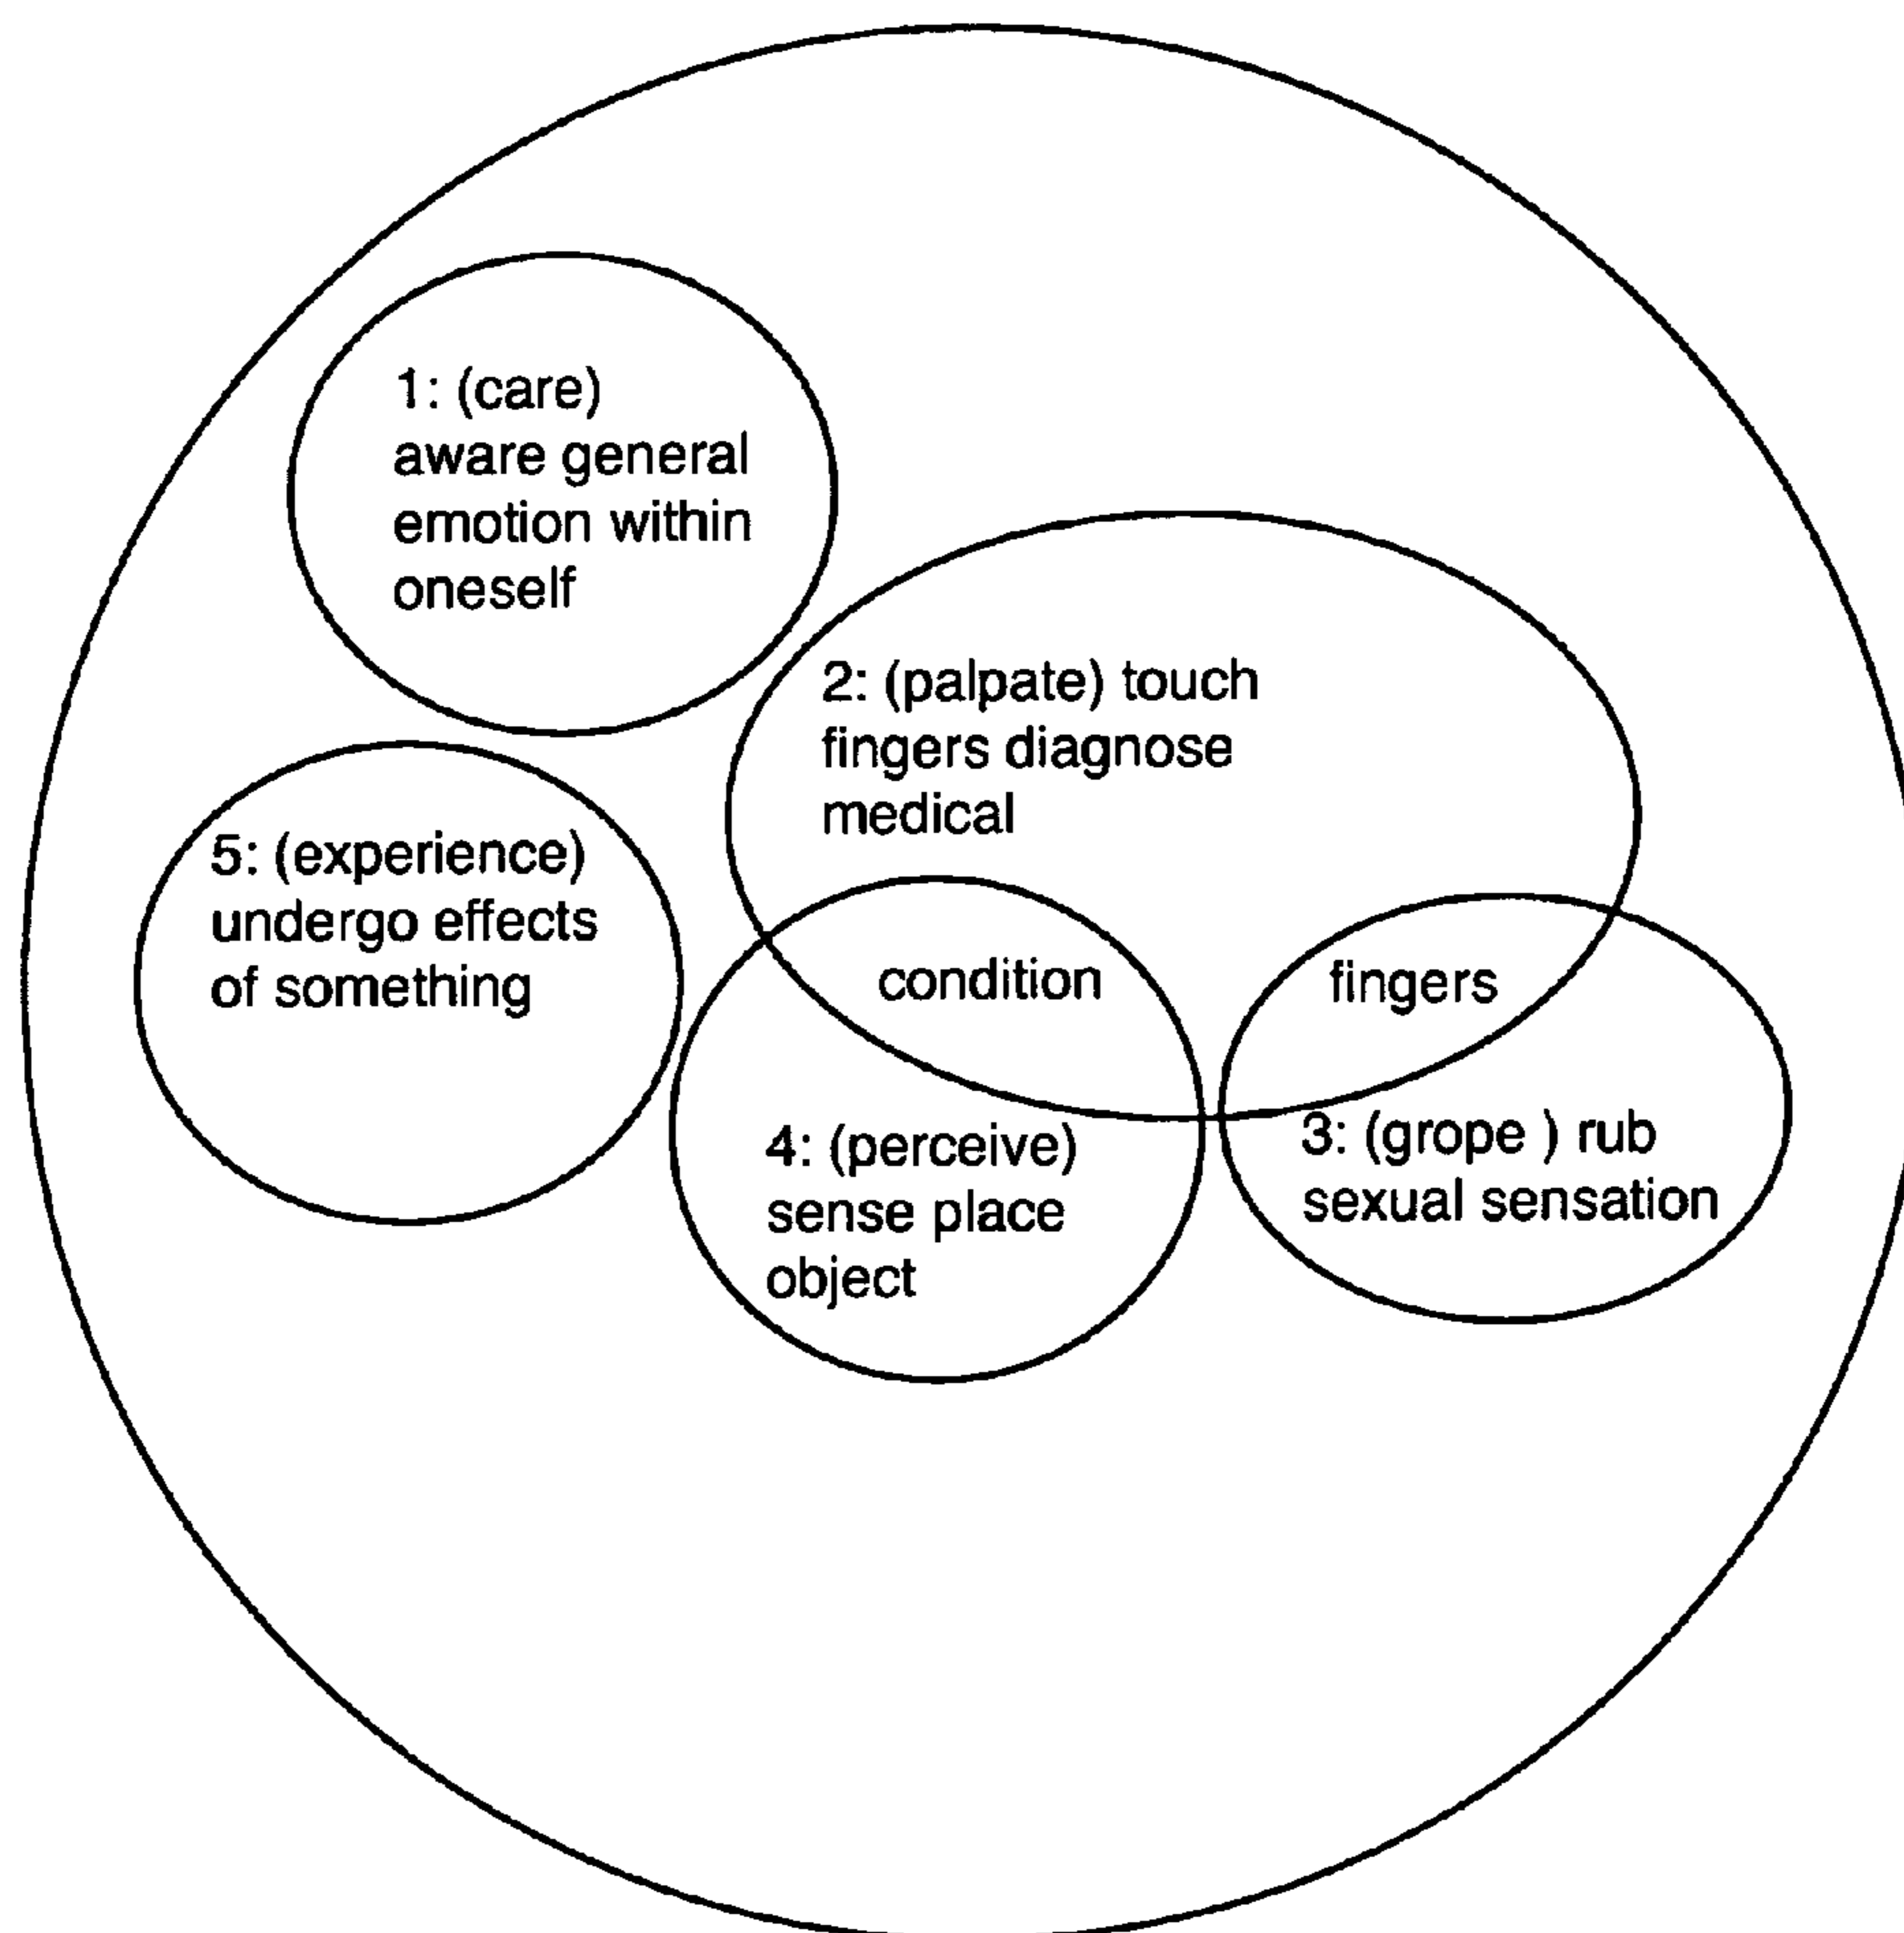 1: (care)
aware general
emotion within
oneself
2: (palpate) touch
fingers diagnose
medical
5: (experience)
undergo effects
of something
condition
fingers
4: (perceive)
sense place
object
3: (grope ) rub
sexual sensation